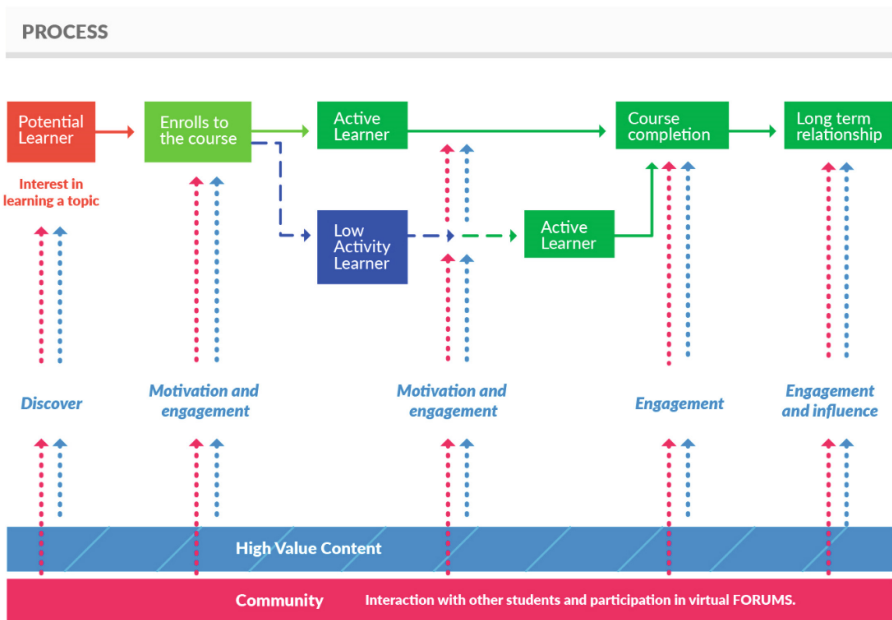 PROCESS
Potential
Learner
Enrolls to
the course
Active
Learner
Course
completion
Long term
relationship
Interest in
learning a topic
Low
Activity
Learner
Active
Learner
Discover
Motivation and
engagement
Motivation and
engagement
Engagement
Engagement
and influence
High Value Content
Community Interaction with other students and participation in virtual FORUMS.